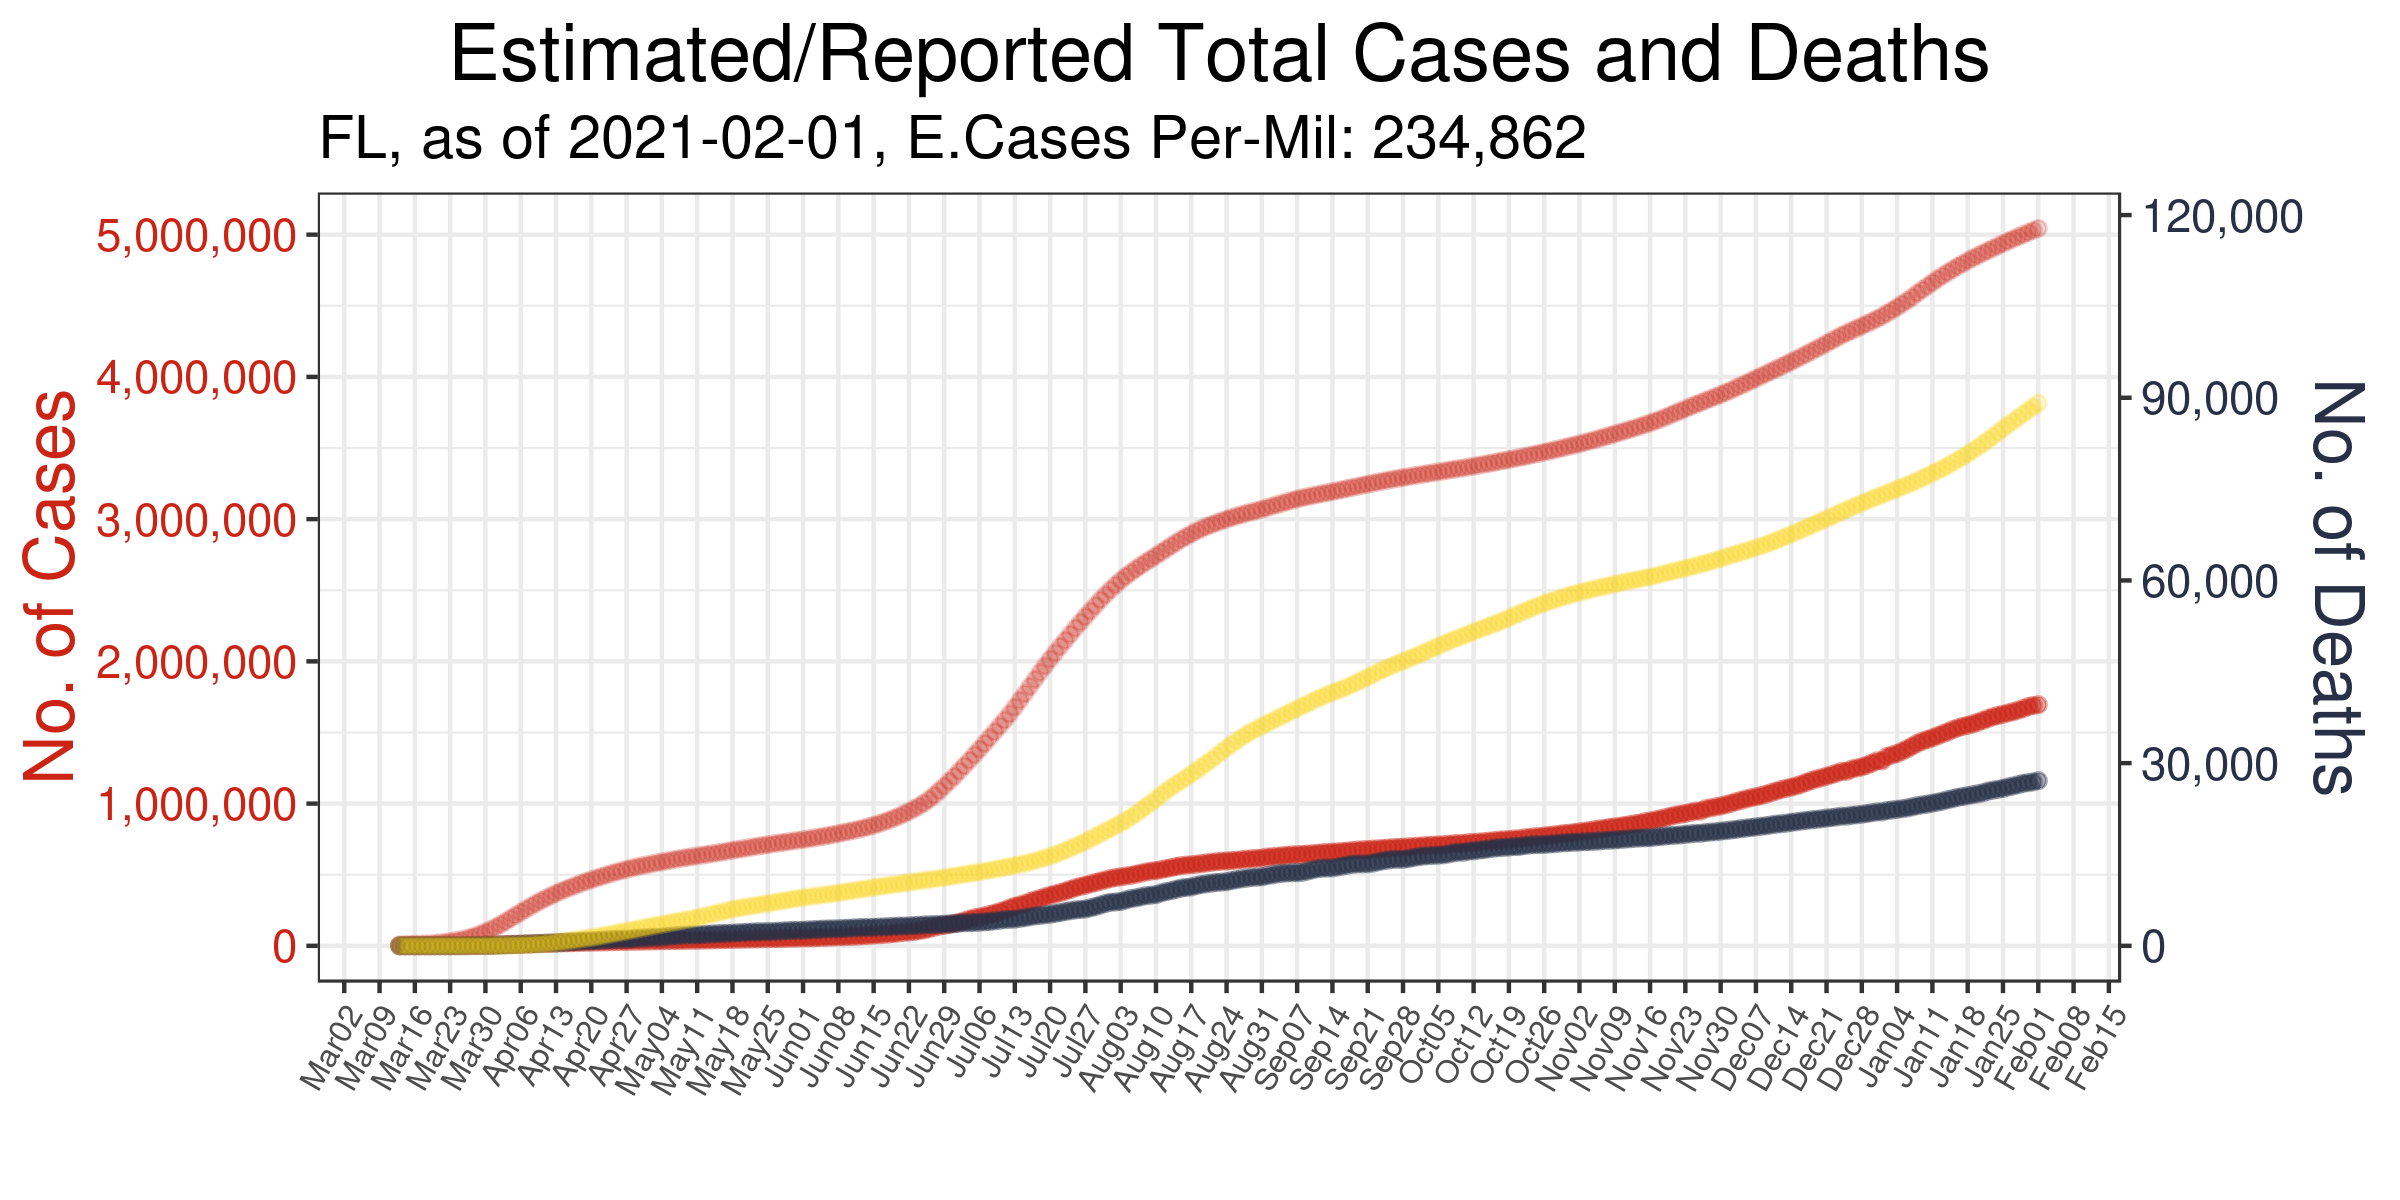 Estimated/Reported Total Cases and Deaths
FL, as of 2021-02-01, E.Cases Per-Mil: 234,862
No. of Cases
5,000,000
4,000,000
3,000,000
2,000,000
1,000,000
0
120,000
90,000
60,000
30,000
0
No. of Deaths
Mar02
Mar09
Mar16
Mar23
Mar30
Apr06
Apr13
Apr20
Apr27
May04
May11
May18
May25
Jun01
Jun08
Jun15
Jun22
Jun29
Jul06
Jul13
Jul20
Jul27
Aug03
Aug10
Aug17
Aug24
Aug31
Sep07
Sep14
Sep21
Sep28
Oct05
Oct12
Oct19
Oct26
Nov02
Nov09
Nov16
Nov23
Nov30
Dec07
Dec14
Dec21
Dec28
Jan04
Jan11
Jan18
Jan25
Feb01
Feb08
Feb15